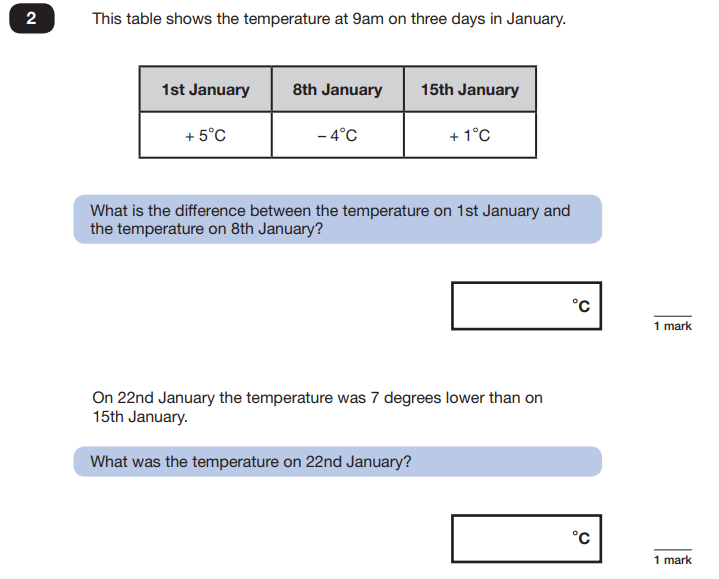 2
This table shows the temperature at 9am on three days in January.
1st January 8th January 15th January
+ 5°C – 4°C + 1°C
What is the difference between the temperature on 1st January and
the temperature on 8th January?
°C
1 mark
On 22nd January the temperature was 7 degrees lower than on
15th January.
What was the temperature on 22nd January?
°C
1 mark